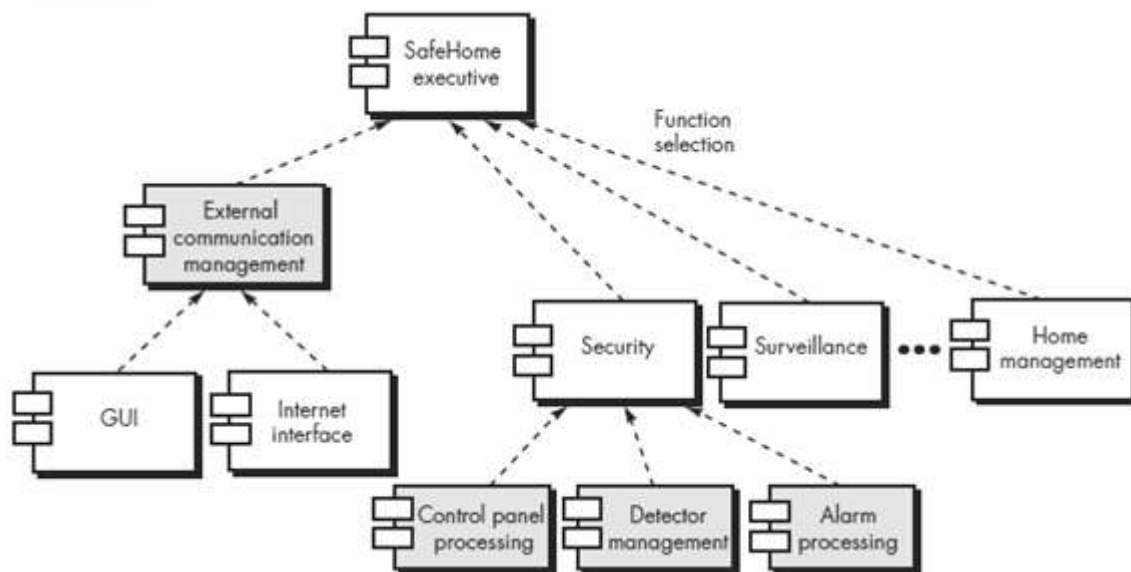 SafeHome
executive
Function
selection
External
communication
management
Security
Surveillance
Home
management
GUI
Internet
interface
Control panel
processing
Detector
management
Alarm
processing